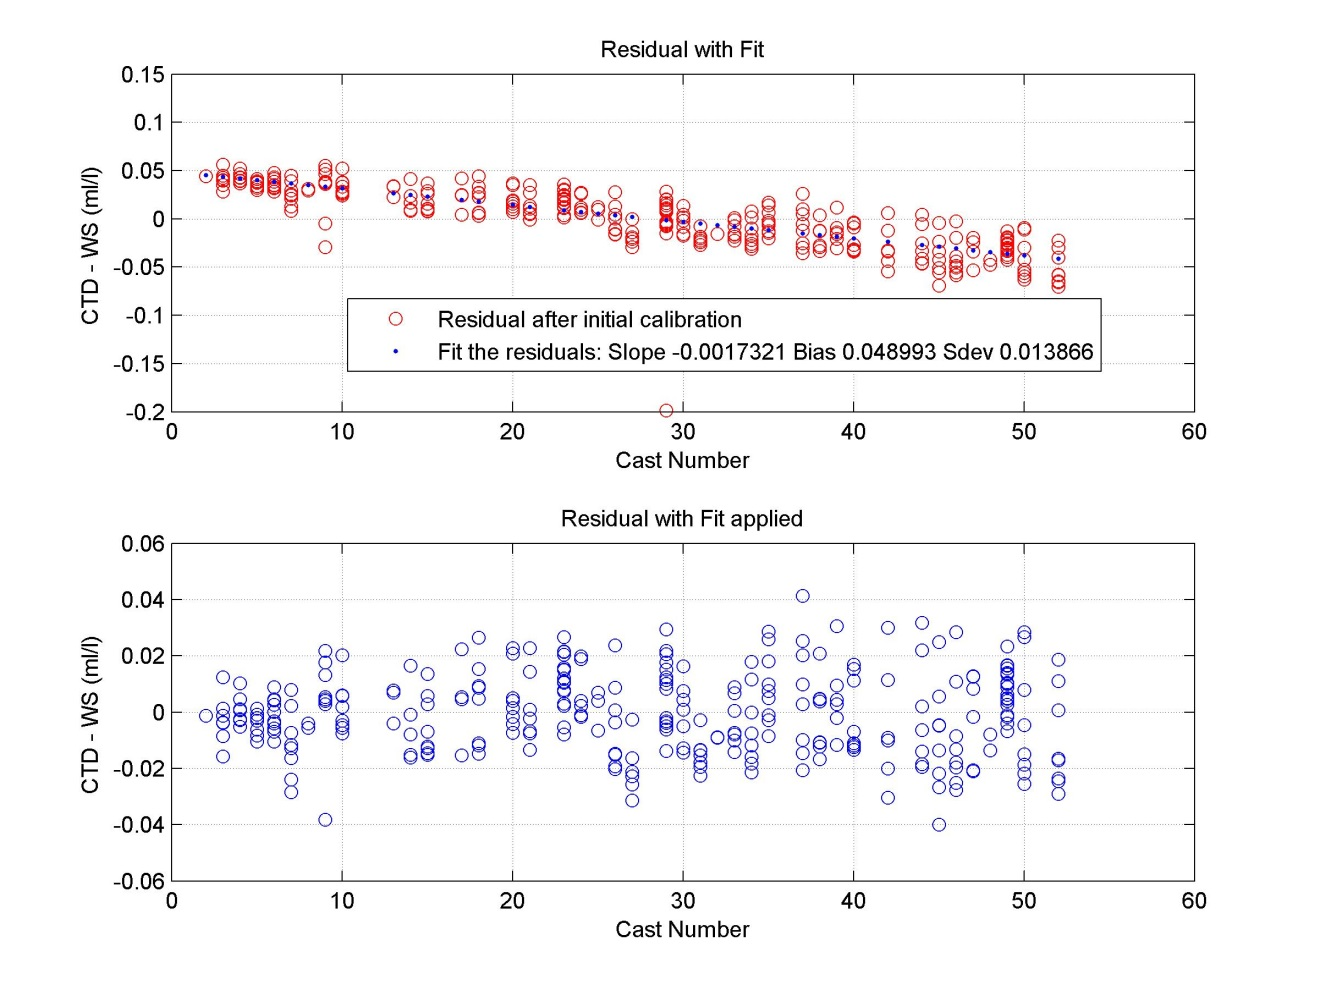 Residual with Fit
0.15
0.1
0.05
0
-0.05
-0.1
-0.15
-0.2
CTD - WS (ml/l)
Residual after initial calibration
Fit the residuals: Slope -0.0017321 Bias 0.048993 Sdev 0.013866
0 10 20 30 40 50 60
Cast Number
Residual with Fit applied
0.06
0.04
0.02
0
-0.02
-0.04
-0.06
CTD - WS (ml/l)
0 10 20 30 40 50 60
Cast Number